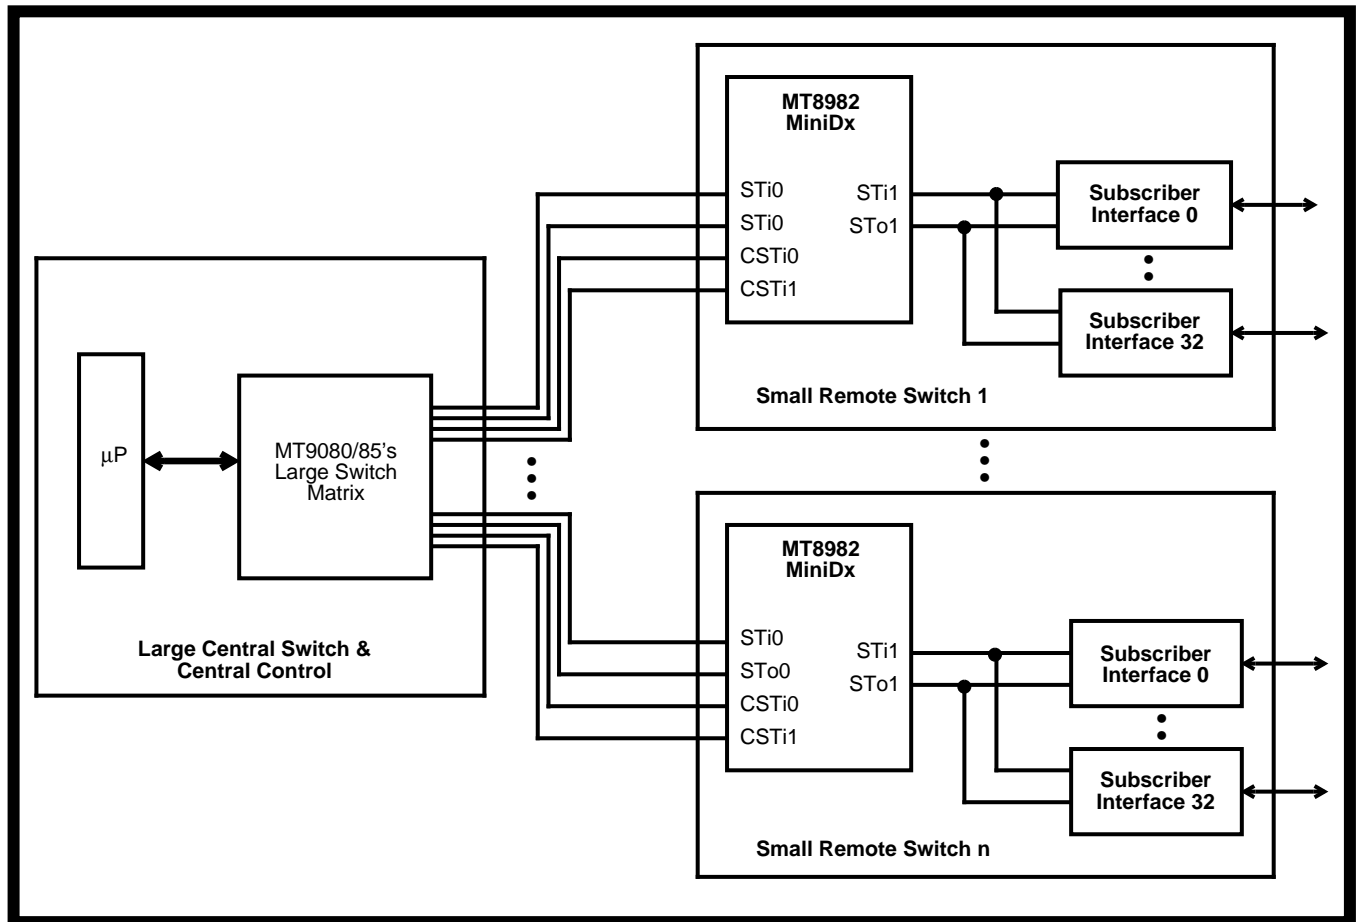 MT8982
MiniDx
STi0
STi0
CSTi0
CSTi1
STi1
STo1
Subscriber
Interface 0
Subscriber
Interface 32
Small Remote Switch 1
µP
MT9080/85's
Large Switch
Matrix
Large Central Switch &
Central Control
MT8982
MiniDx
STi0
STo0
CSTi0
CSTi1
STi1
STo1
Subscriber
Interface 0
Subscriber
Interface 32
Small Remote Switch n